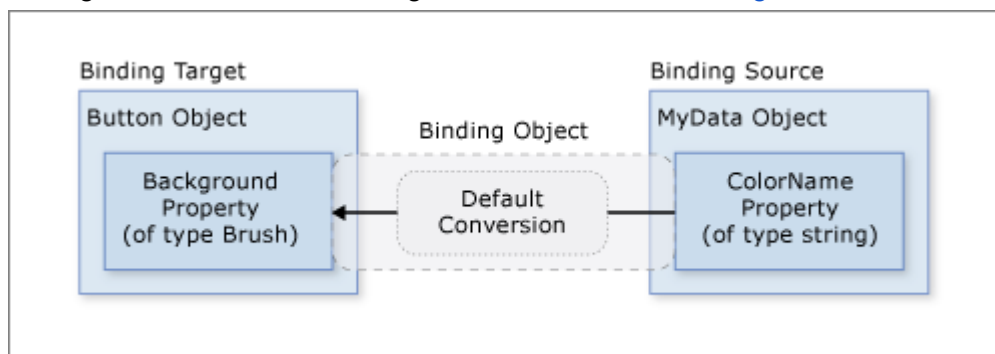 Binding Target
Binding Source
Button Object
MyData Object
Binding Object
Background
Property
(of type Brush)
Default
Conversion
ColorName
Property
(of type string)